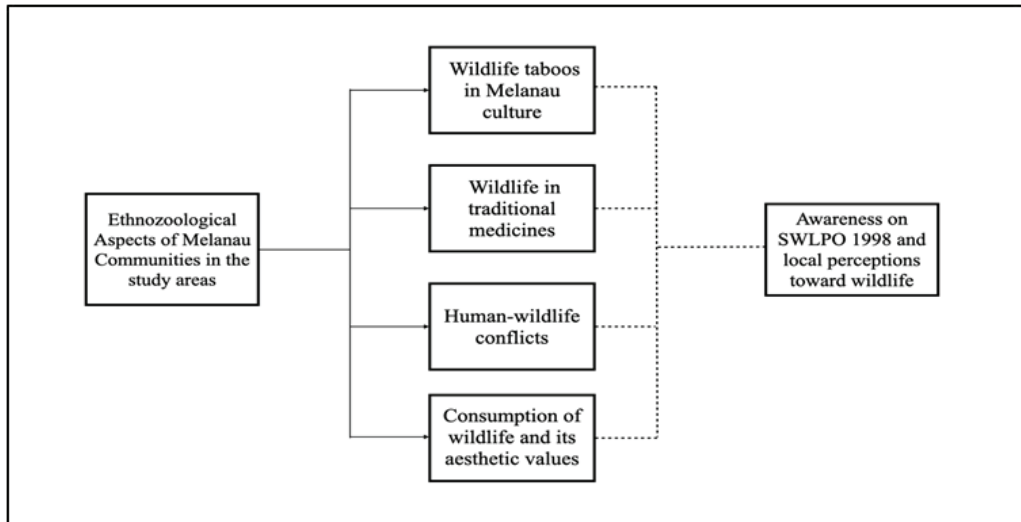 Ethnozoological
Aspects of Melanau
Communities in the
study areas
Wildlife taboos
in Melanau
culture
Wildlife in
traditional
medicines
Human-wildlife
conflicts
Consumption of
wildlife and its
aesthetic values
Awareness on
SWLPO 1998 and
local perceptions
toward wildlife